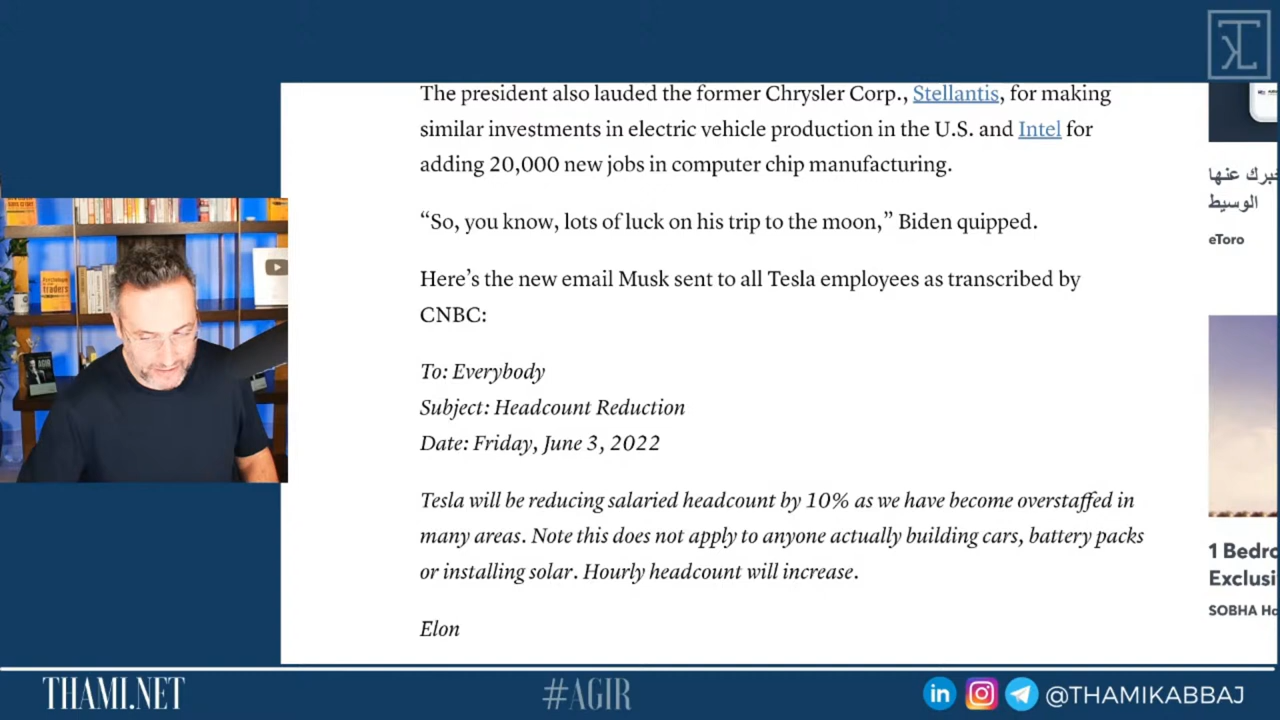 The president also lauded the former Chrysler Corp., Stellantis, for making
similar investments in electric vehicle production in the U.S. and Intel for
adding 20,000 new jobs in computer chip manufacturing.
“So, you know, lots of luck on his trip to the moon,” Biden quipped.
Here’s the new email Musk sent to all Tesla employees as transcribed by
CNBC:
To: Everybody
Subject: Headcount Reduction
Date: Friday, June 3, 2022
Tesla will be reducing salaried headcount by 10% as we have become overstaffed in
many areas. Note this does not apply to anyone actually building cars, battery packs
or installing solar. Hourly headcount will increase.
Elon
الوسيط
eToro
1 Bedro
Exclusi
SOBHA Ha
traders
AGIR
THAMI.NET
#AGIR
in
@THAMIKABBAJ